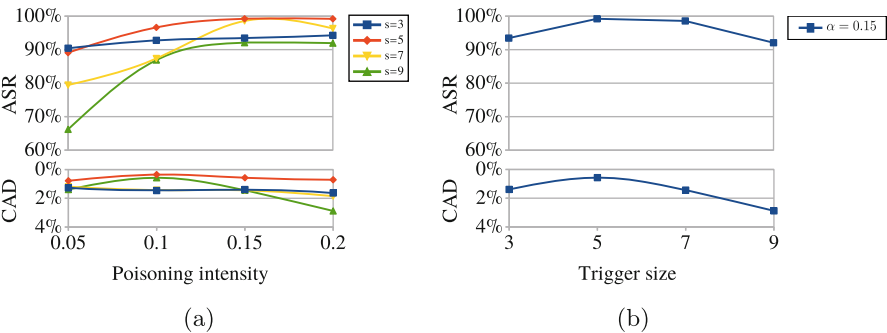 100%
90%
80%
70%
60%
ASR
0%
2%
4%
CAD
0.05 0.1 0.15 0.2
Poisoning intensity
s=3
s=5
s=7
s=9
(a)
100%
90%
80%
70%
60%
ASR
0%
2%
4%
CAD
3 5 7 9
Trigger size
α = 0.15
(b)